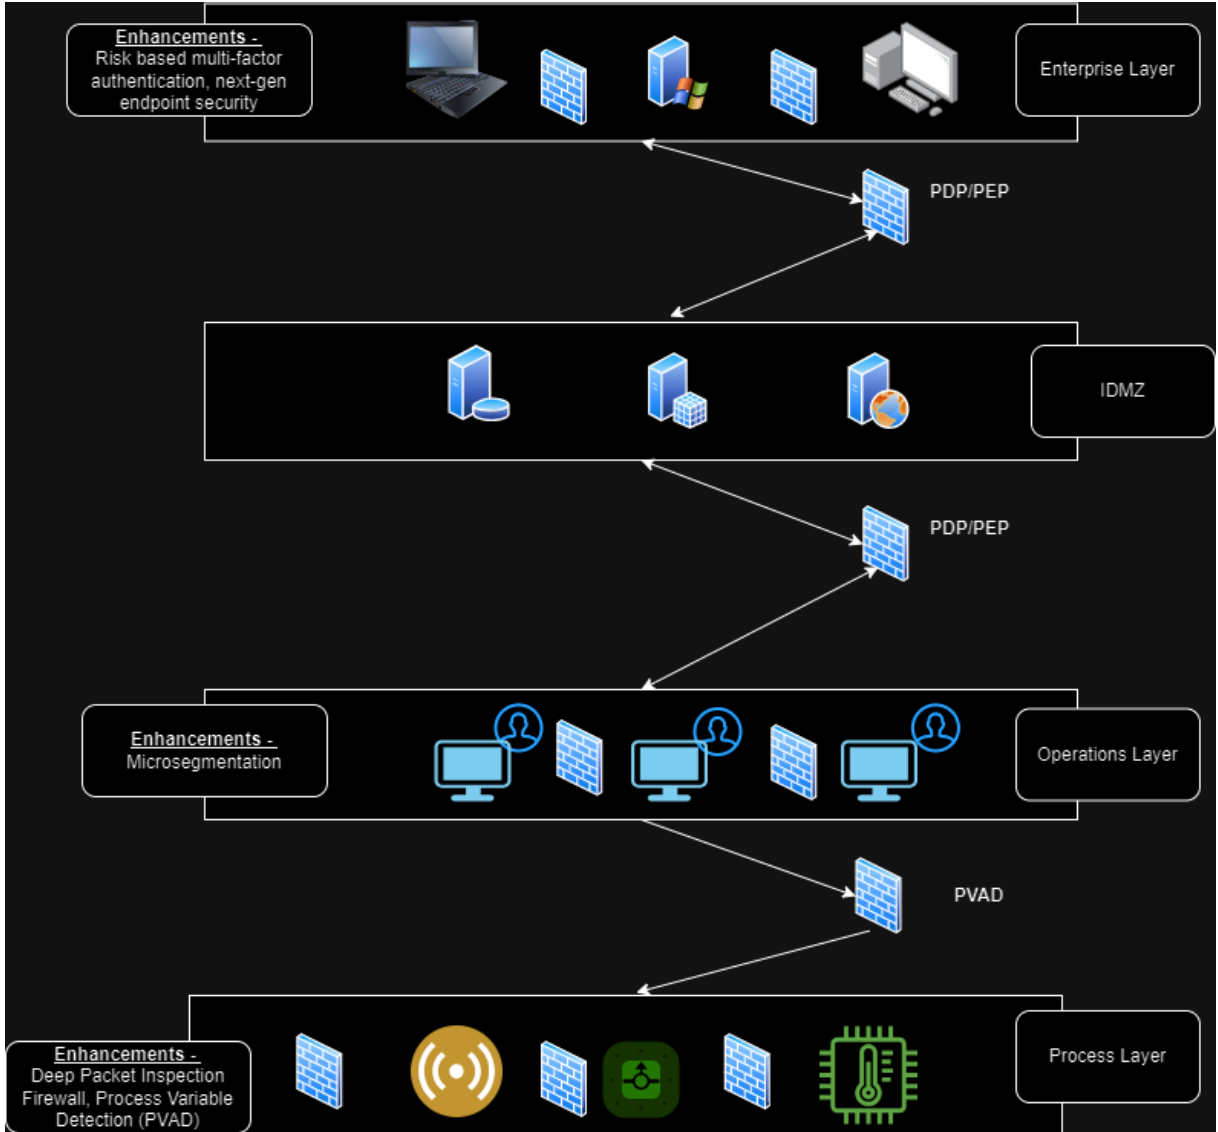 Enhancements -
Risk based multi-factor
authentication, next-gen
endpoint security
Enterprise Layer
PDP/PEP
IDMZ
PDP/PEP
Enhancements -
Microsegmentation
Operations Layer
PVAD
Enhancements -
Deep Packet Inspection
Firewall, Process Variable
Detection (PVAD)
Process Layer